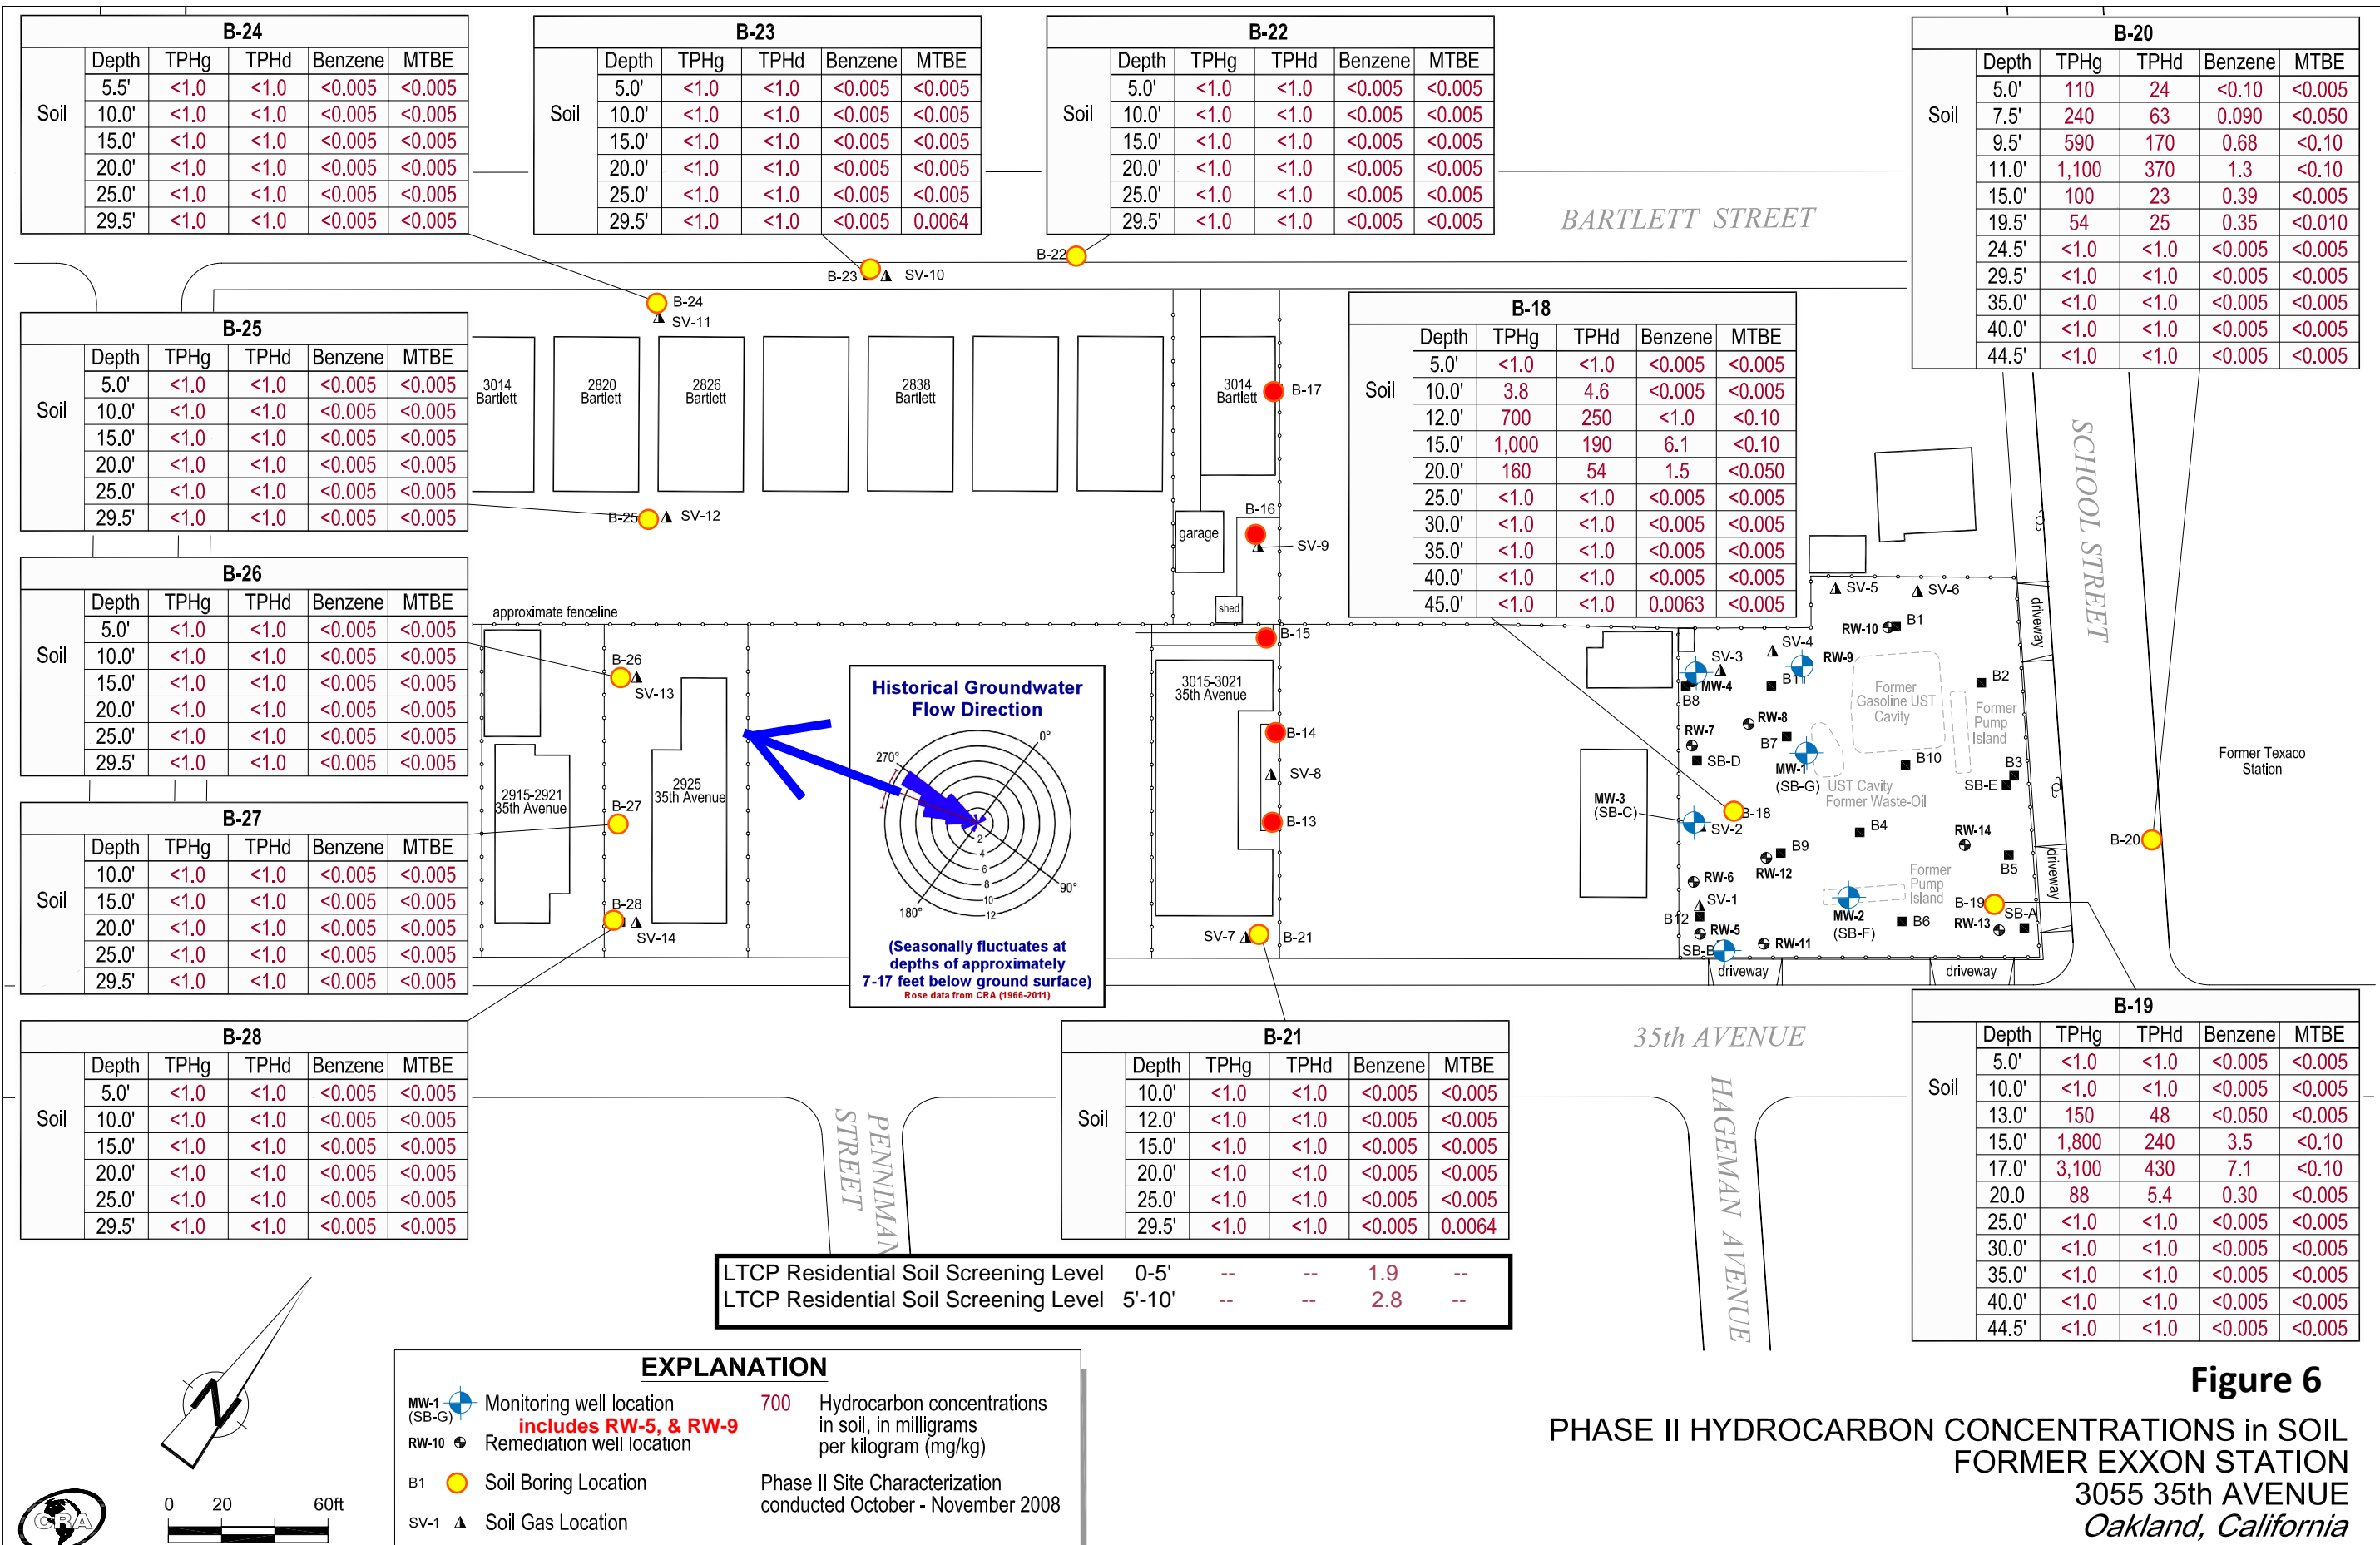 B-24
Depth TPHg TPHd Benzene MTBE
Soil
5.5' <1.0 <1.0 <0.005 <0.005
10.0' <1.0 <1.0 <0.005 <0.005
15.0' <1.0 <1.0 <0.005 <0.005
20.0' <1.0 <1.0 <0.005 <0.005
25.0' <1.0 <1.0 <0.005 <0.005
29.5' <1.0 <1.0 <0.005 <0.005
B-23
Depth TPHg TPHd Benzene MTBE
Soil
5.0' <1.0 <1.0 <0.005 <0.005
10.0' <1.0 <1.0 <0.005 <0.005
15.0' <1.0 <1.0 <0.005 <0.005
20.0' <1.0 <1.0 <0.005 <0.005
25.0' <1.0 <1.0 <0.005 <0.005
29.5' <1.0 <1.0 <0.005 0.0064
B-22
Depth TPHg TPHd Benzene MTBE
Soil
5.0' <1.0 <1.0 <0.005 <0.005
10.0' <1.0 <1.0 <0.005 <0.005
15.0' <1.0 <1.0 <0.005 <0.005
20.0' <1.0 <1.0 <0.005 <0.005
25.0' <1.0 <1.0 <0.005 <0.005
29.5' <1.0 <1.0 <0.005 <0.005
B-20
Depth TPHg TPHd Benzene MTBE
Soil
5.0' 110 24 <0.10 <0.005
7.5' 240 63 0.090 <0.050
9.5' 590 170 0.68 <0.10
11.0' 1,100 370 1.3 <0.10
15.0' 100 23 0.39 <0.005
19.5' 54 25 0.35 <0.010
24.5' <1.0 <1.0 <0.005 <0.005
29.5' <1.0 <1.0 <0.005 <0.005
35.0' <1.0 <1.0 <0.005 <0.005
40.0' <1.0 <1.0 <0.005 <0.005
44.5' <1.0 <1.0 <0.005 <0.005
BARTLETT STREET
B-22
B-23 SV-10
B-24
SV-11
B-25
Depth TPHg TPHd Benzene MTBE
Soil
5.0' <1.0 <1.0 <0.005 <0.005
10.0' <1.0 <1.0 <0.005 <0.005
15.0' <1.0 <1.0 <0.005 <0.005
20.0' <1.0 <1.0 <0.005 <0.005
25.0' <1.0 <1.0 <0.005 <0.005
29.5' <1.0 <1.0 <0.005 <0.005
3014
Bartlett
2820
Bartlett
2826
Bartlett
2838
Bartlett
3014
Bartlett
B-17
B-25 SV-12
B-16
garage
SV-9
shed
B-18
Depth TPHg TPHd Benzene MTBE
Soil
5.0' <1.0 <1.0 <0.005 <0.005
10.0' 3.8 4.6 <0.005 <0.005
12.0' 700 250 <1.0 <0.10
15.0' 1,000 190 6.1 <0.10
20.0' 160 54 1.5 <0.050
25.0' <1.0 <1.0 <0.005 <0.005
30.0' <1.0 <1.0 <0.005 <0.005
35.0' <1.0 <1.0 <0.005 <0.005
40.0' <1.0 <1.0 <0.005 <0.005
45.0' <1.0 <1.0 0.0063 <0.005
SCHOOL STREET
B-26
Depth TPHg TPHd Benzene MTBE
Soil
5.0' <1.0 <1.0 <0.005 <0.005
10.0' <1.0 <1.0 <0.005 <0.005
15.0' <1.0 <1.0 <0.005 <0.005
20.0' <1.0 <1.0 <0.005 <0.005
25.0' <1.0 <1.0 <0.005 <0.005
29.5' <1.0 <1.0 <0.005 <0.005
approximate fenceline
B-26
SV-13
B-15
3015-3021
35th Avenue
B-14
SV-8
B-13
2915-2921
35th Avenue
2925
35th Avenue
B-27
B-28
SV-14
Historical Groundwater
Flow Direction
0°
270°
90°
180°
2
4
6
8
10
12
(Seasonally fluctuates at
depths of approximately
7-17 feet below ground surface)
Rose data from CRA (1966-2011)
SV-7 B-21
SV-5
SV-6
RW-10 B1
SV-4
SV-3
RW-9
MW-4
B11
B8
B2
Former
Gasoline UST
Cavity
Former
Pump
Island
driveway
RW-8
RW-7
B7
SB-D
MW-1
(SB-G)
B10
B3
SB-E
UST Cavity
Former Waste-Oil
MW-3
(SB-C)
B-18
SV-2
B4
RW-14
B9
RW-12
B5
B-20
driveway
Former Texaco
Station
RW-6
SV-1
B12
Former
Pump
Island
MW-2
(SB-F)
B6
B-19
SB-A
RW-13
RW-5
SB-B
RW-11
driveway
driveway
B-27
Depth TPHg TPHd Benzene MTBE
Soil
10.0' <1.0 <1.0 <0.005 <0.005
15.0' <1.0 <1.0 <0.005 <0.005
20.0' <1.0 <1.0 <0.005 <0.005
25.0' <1.0 <1.0 <0.005 <0.005
29.5' <1.0 <1.0 <0.005 <0.005
B-28
Depth TPHg TPHd Benzene MTBE
Soil
5.0' <1.0 <1.0 <0.005 <0.005
10.0' <1.0 <1.0 <0.005 <0.005
15.0' <1.0 <1.0 <0.005 <0.005
20.0' <1.0 <1.0 <0.005 <0.005
25.0' <1.0 <1.0 <0.005 <0.005
29.5' <1.0 <1.0 <0.005 <0.005
PENNIMAN
STREET
B-21
Depth TPHg TPHd Benzene MTBE
Soil
10.0' <1.0 <1.0 <0.005 <0.005
12.0' <1.0 <1.0 <0.005 <0.005
15.0' <1.0 <1.0 <0.005 <0.005
20.0' <1.0 <1.0 <0.005 <0.005
25.0' <1.0 <1.0 <0.005 <0.005
29.5' <1.0 <1.0 <0.005 0.0064
35th AVENUE
HAGEMAN AVENUE
B-19
Depth TPHg TPHd Benzene MTBE
Soil
5.0' <1.0 <1.0 <0.005 <0.005
10.0' <1.0 <1.0 <0.005 <0.005
13.0' 150 48 <0.050 <0.005
15.0' 1,800 240 3.5 <0.10
17.0' 3,100 430 7.1 <0.10
20.0 88 5.4 0.30 <0.005
25.0' <1.0 <1.0 <0.005 <0.005
30.0' <1.0 <1.0 <0.005 <0.005
35.0' <1.0 <1.0 <0.005 <0.005
40.0' <1.0 <1.0 <0.005 <0.005
44.5' <1.0 <1.0 <0.005 <0.005
LTCP Residential Soil Screening Level 0-5' -- -- 1.9 --
LTCP Residential Soil Screening Level 5'-10' -- -- 2.8 --
N
CRA
0 20 60ft
EXPLANATION
MW-1
(SB-G)
Monitoring well location
includes RW-5, & RW-9
RW-10 Remediation well location
B1 Soil Boring Location
SV-1 Soil Gas Location
700 Hydrocarbon concentrations
in soil, in milligrams
per kilogram (mg/kg)
Phase II Site Characterization
conducted October - November 2008
Figure 6
PHASE II HYDROCARBON CONCENTRATIONS in SOIL
FORMER EXXON STATION
3055 35th AVENUE
Oakland, California